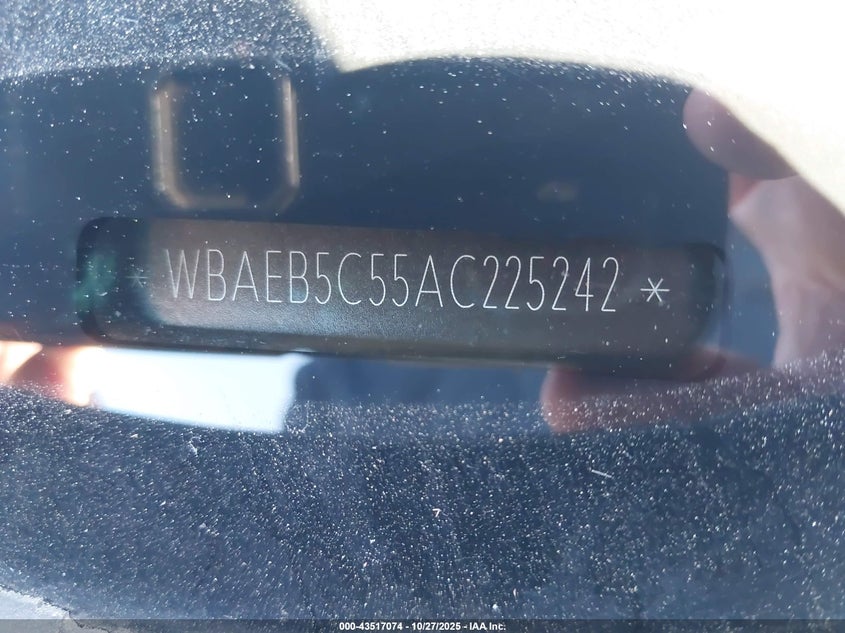 * WBAEB5C55AC225242 *
000-43517074 - 10/27/2025 - IAA Inc.